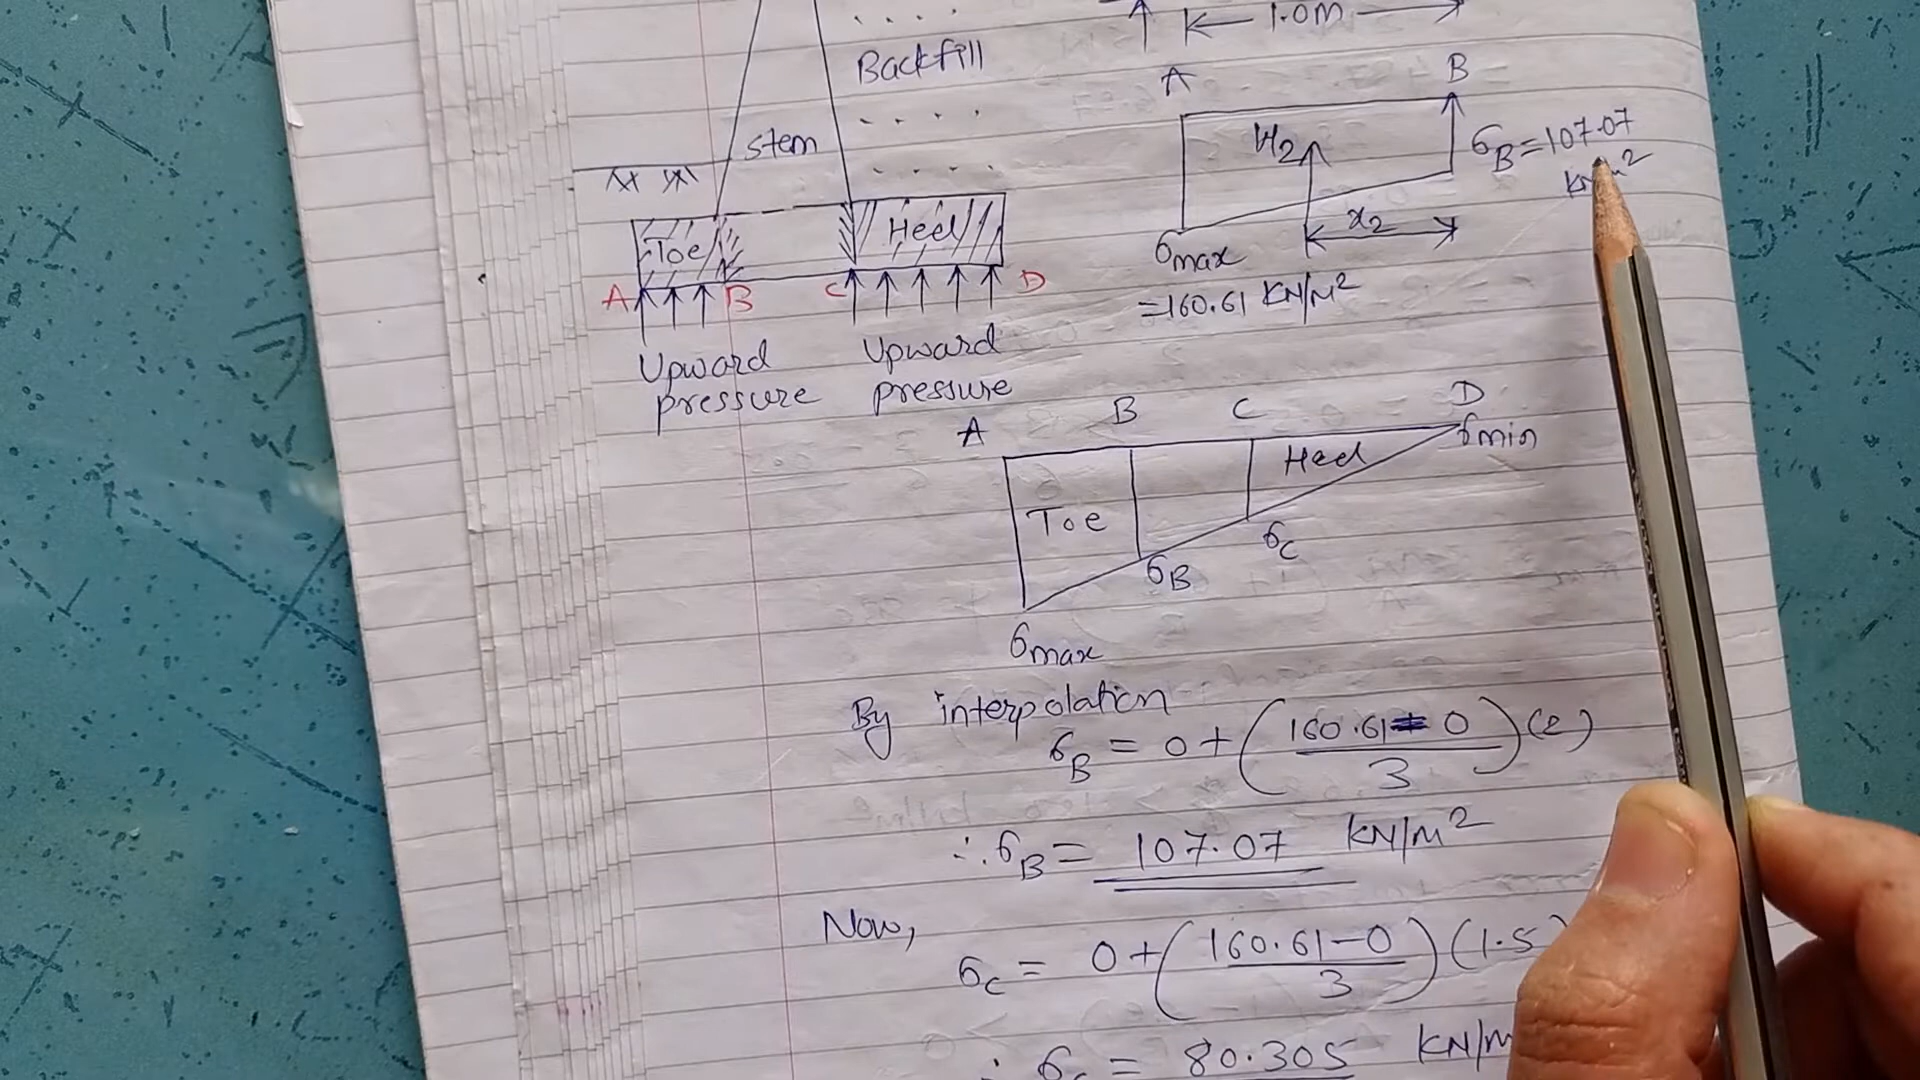 1.0m
Backfill
A
B
stem
W2
σB = 107.07
kN/m2
Toe
Heel
x2
σmax
= 160.61 KN/M2
A
B
C
D
Upward
pressure
Upward
pressure
A
B
C
D
σmin
Heel
Toe
σC
σB
σmax
By interpolation
σB = 0 + (160.61 - 0 / 3) (2)
∴ σB = 107.07 KN/M2
Now,
σC = 0 + (160.61 - 0 / 3) (1.5
∴ σC = 80.305 KN/M